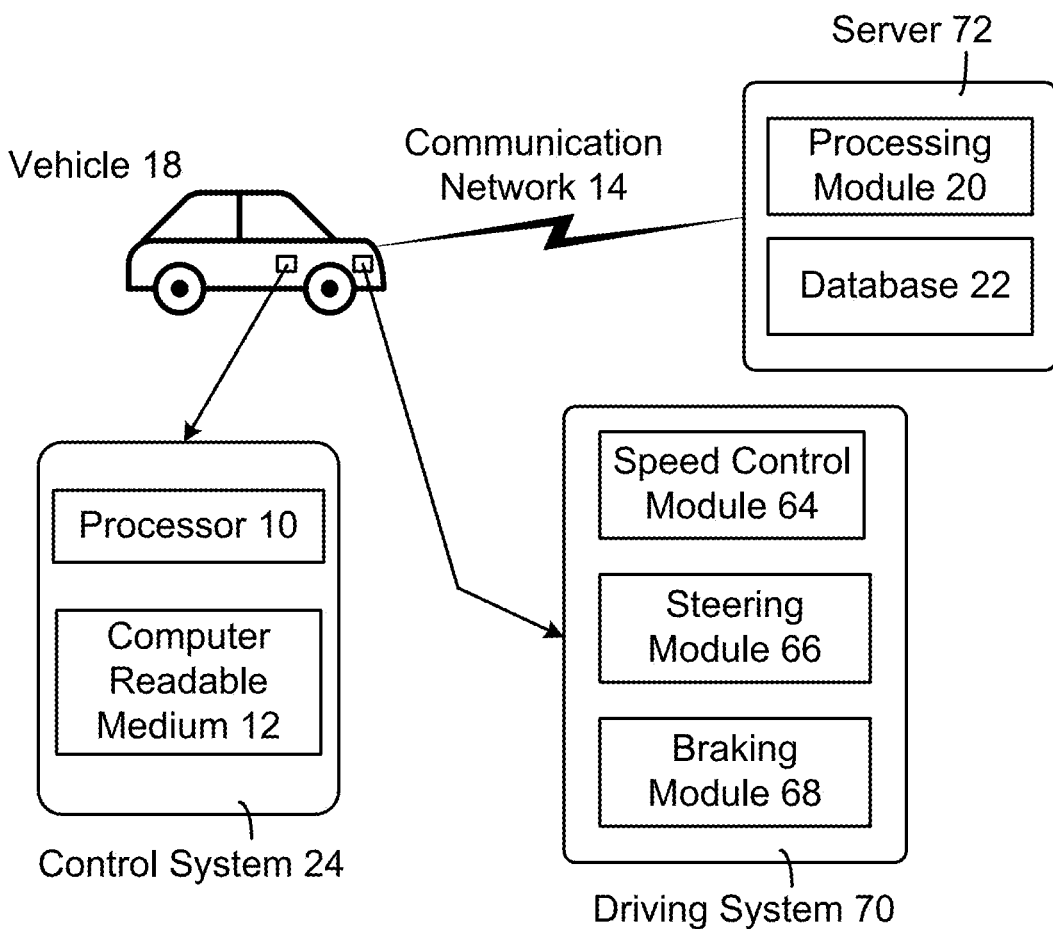 Server 72
Processing
Module 20
Database 22
Communication
Network 14
Vehicle 18
Processor 10
Computer
Readable
Medium 12
Control System 24
Speed Control
Module 64
Steering
Module 66
Braking
Module 68
Driving System 70